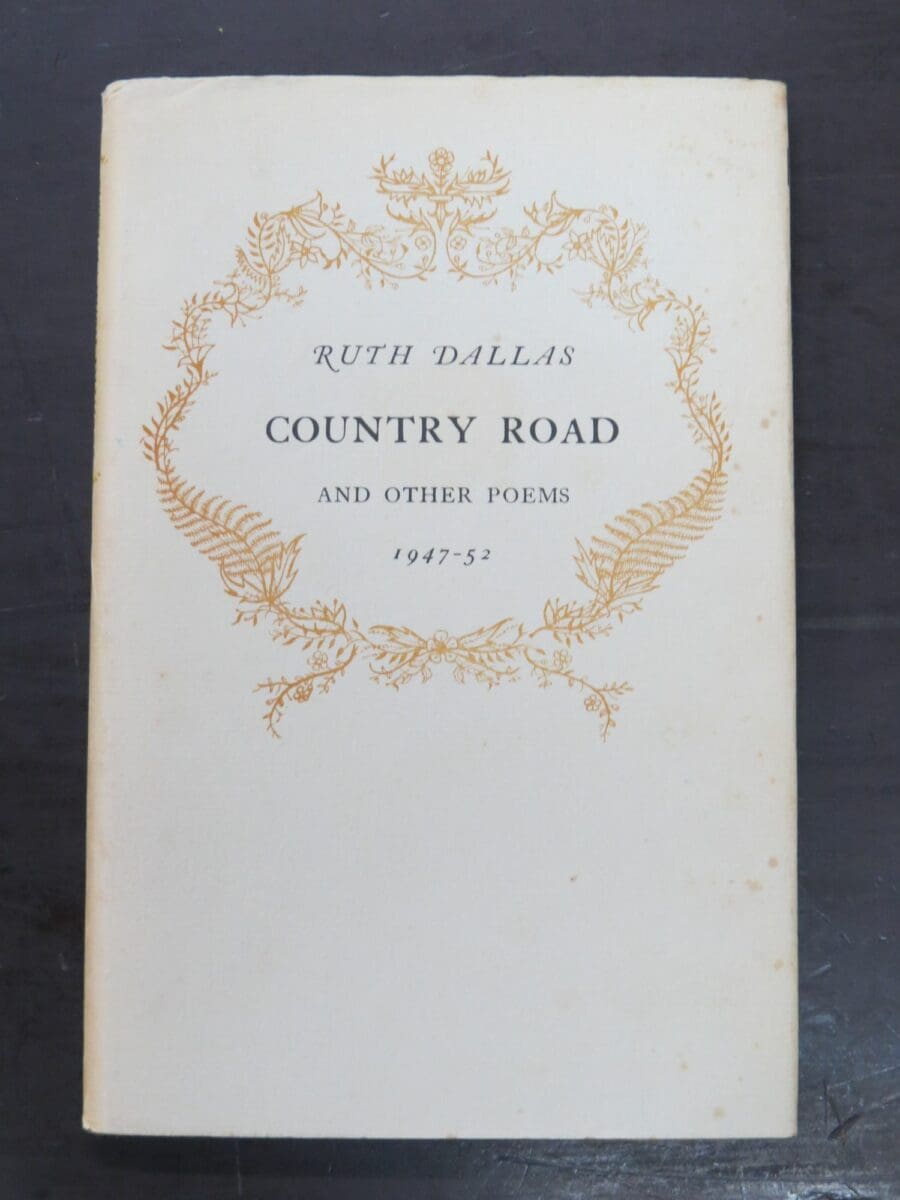 RUTH DALLAS
COUNTRY ROAD
AND OTHER POEMS
1947-52